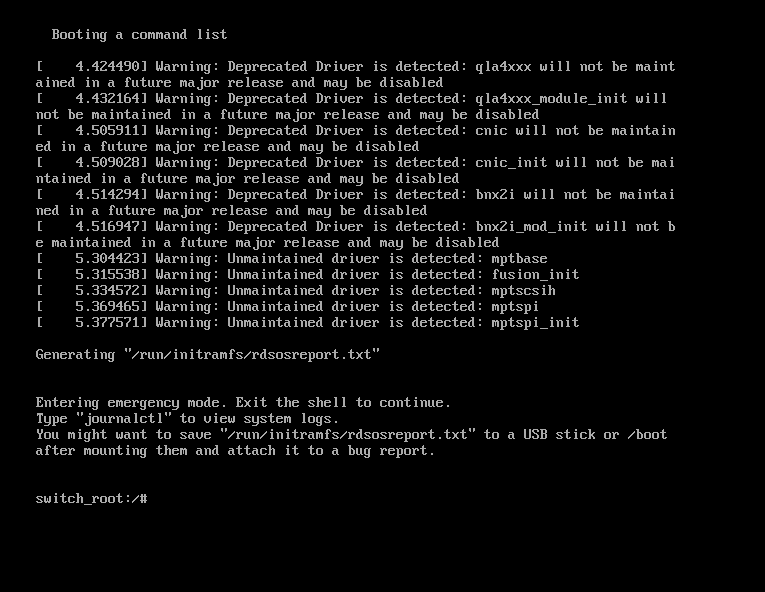 Booting a command list
[    4.424490] Warning: Deprecated Driver is detected: qla4xxx will not be maint
ained in a future major release and may be disabled
[    4.432164] Warning: Deprecated Driver is detected: qla4xxx_module_init will
not be maintained in a future major release and may be disabled
[    4.505911] Warning: Deprecated Driver is detected: cnic will not be maintain
ed in a future major release and may be disabled
[    4.509028] Warning: Deprecated Driver is detected: cnic_init will not be mai
ntained in a future major release and may be disabled
[    4.514294] Warning: Deprecated Driver is detected: bnx2i will not be maintai
ned in a future major release and may be disabled
[    4.516947] Warning: Deprecated Driver is detected: bnx2i_mod_init will not b
e maintained in a future major release and may be disabled
[    5.304423] Warning: Unmaintained driver is detected: mptbase
[    5.315538] Warning: Unmaintained driver is detected: fusion_init
[    5.334572] Warning: Unmaintained driver is detected: mptscsih
[    5.369465] Warning: Unmaintained driver is detected: mptspi
[    5.377571] Warning: Unmaintained driver is detected: mptspi_init
Generating "/run/initramfs/rdsosreport.txt"
Entering emergency mode. Exit the shell to continue.
Type "journalctl" to view system logs.
You might want to save "/run/initramfs/rdsosreport.txt" to a USB stick or /boot
after mounting them and attach it to a bug report.
switch_root:/#